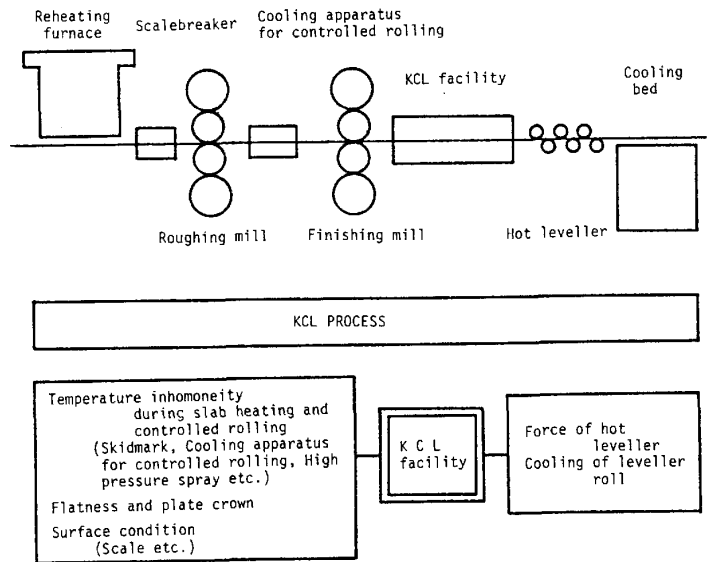 Reheating
furnace
Scalebreaker
Cooling apparatus
for controlled rolling
KCL facility
Cooling
bed
Roughing mill
Finishing mill
Hot leveller
KCL PROCESS
Temperature inhomoneity
during slab heating and
controlled rolling
(Skidmark, Cooling apparatus
for controlled rolling, High
pressure spray etc.)
Flatness and plate crown
Surface condition
(Scale etc.)
K C L
facility
Force of hot
leveller
Cooling of leveller
roll